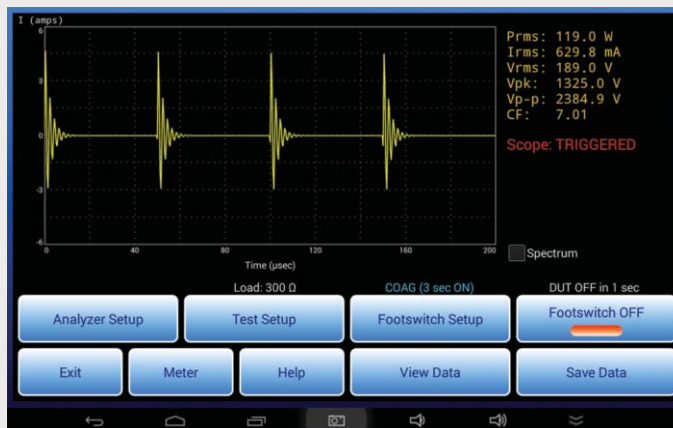 I (amps)
6
3
0
-3
-6
0
40
80
120
160
200
Time (µsec)
Prms: 119.0 W
Irms: 629.8 mA
Vrms: 189.0 V
Vpk: 1325.0 V
Vp-p: 2384.9 V
CF: 7.01
Scope: TRIGGERED
Spectrum
Load: 300 Ω
COAG (3 sec ON)
DUT OFF in 1 sec
Analyzer Setup
Test Setup
Footswitch Setup
Footswitch OFF
Exit
Meter
Help
View Data
Save Data